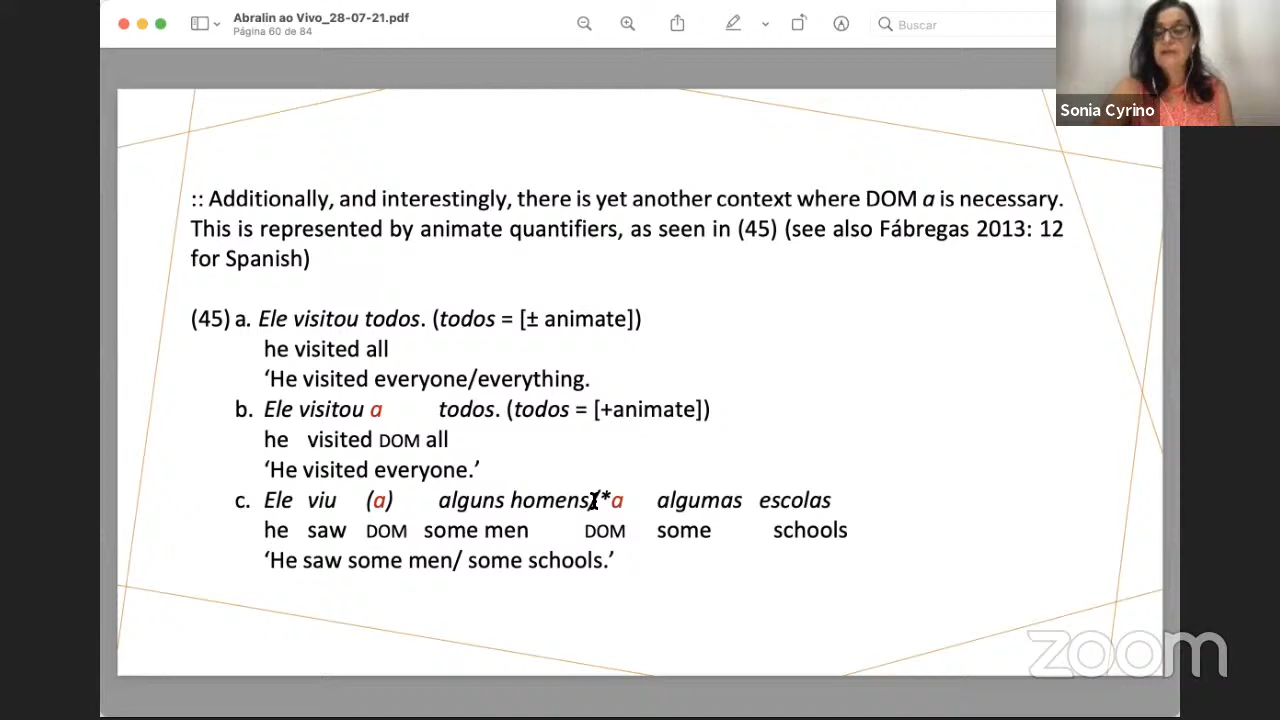 Abralin ao Vivo_28-07-21.pdf
Página 60 de 84
Buscar
Sonia Cyrino
:: Additionally, and interestingly, there is yet another context where DOM a is necessary.
This is represented by animate quantifiers, as seen in (45) (see also Fábregas 2013: 12
for Spanish)
(45) a. Ele visitou todos. (todos = [± animate])
he visited all
‘He visited everyone/everything.
b. Ele visitou a todos. (todos = [+animate])
he visited DOM all
‘He visited everyone.’
c. Ele viu (a) alguns homens/*a algumas escolas
he saw DOM some men DOM some schools
‘He saw some men/ some schools.’
zoom